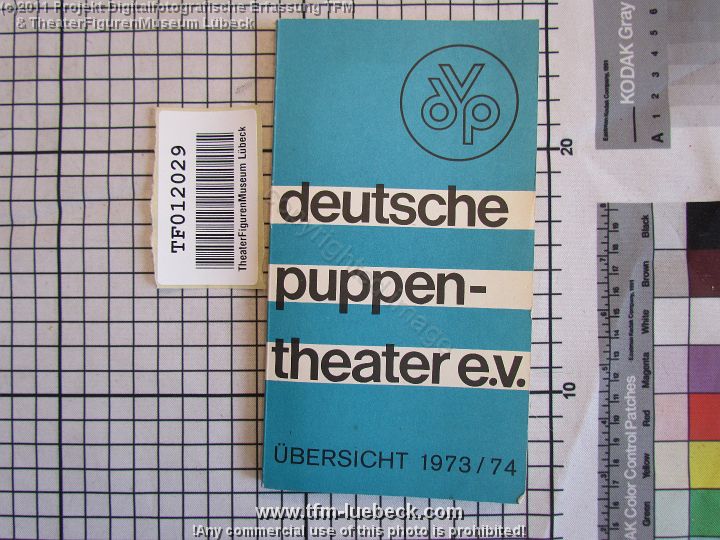 (c)2011 Projekt Digitalfotografische Erfassung TFM
& TheaterFigurenMuseum Lübeck
TF012029
TheaterFigurenMuseum Lübeck
dvp
deutsche
puppen-
theater e.v.
ÜBERSICHT 1973/74
KODAK Gray
A 1 2 3 4 5 6
20
10
KODAK Color Control Patches
Green Yellow Red Magenta White Brown Black
www.tfm-luebeck.com
!Any commercial use of this photo is prohibited!